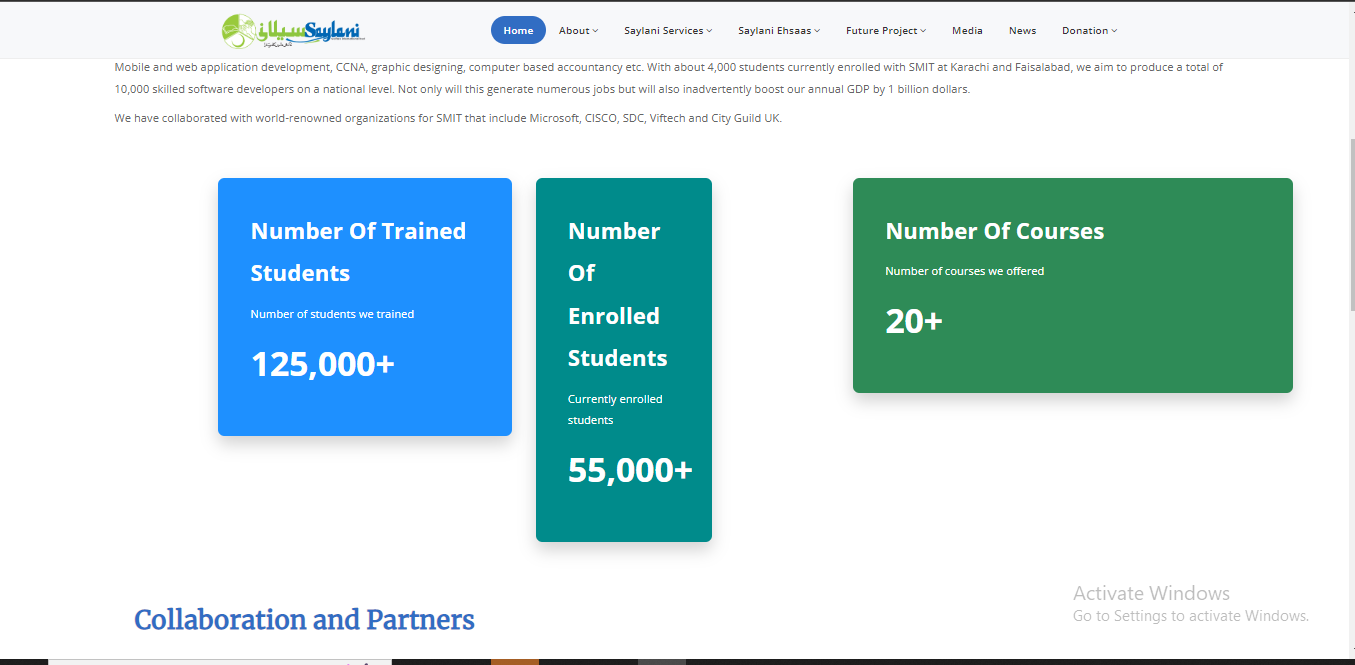 سیلانی Saylani
Home About Saylani Services Saylani Ehsaas Future Project Media News Donation
Mobile and web application development, CCNA, graphic designing, computer based accountancy etc. With about 4,000 students currently enrolled with SMIT at Karachi and Faisalabad, we aim to produce a total of
10,000 skilled software developers on a national level. Not only will this generate numerous jobs but will also inadvertently boost our annual GDP by 1 billion dollars.
We have collaborated with world-renowned organizations for SMIT that include Microsoft, CISCO, SDC, Viftech and City Guild UK.
Number Of Trained
Students
Number of students we trained
125,000+
Number
Of
Enrolled
Students
Currently enrolled
students
55,000+
Number Of Courses
Number of courses we offered
20+
Collaboration and Partners
Activate Windows
Go to Settings to activate Windows.